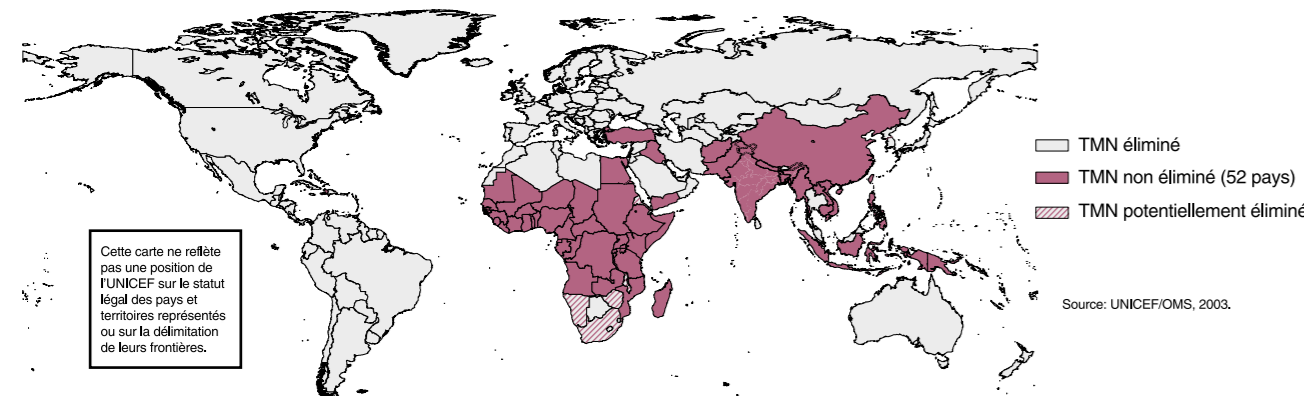 TMN éliminé
TMN non éliminé (52 pays)
TMN potentiellement éliminé
Cette carte ne reflète
pas une position de
l'UNICEF sur le statut
légal des pays et
territoires représentés
ou sur la délimitation
de leurs frontières.
Source: UNICEF/OMS, 2003.